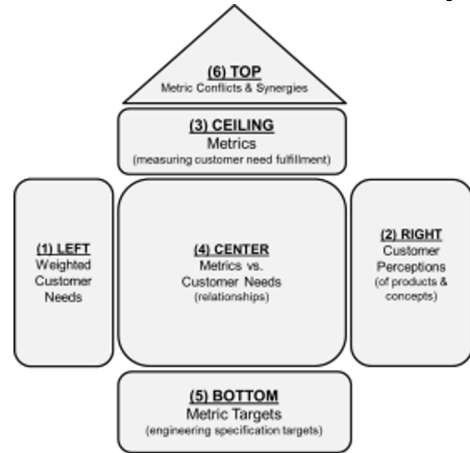 (6) TOP
Metric Conflicts & Synergies
(3) CEILING
Metrics
(measuring customer need fulfillment)
(1) LEFT
Weighted
Customer
Needs
(4) CENTER
Metrics vs.
Customer Needs
(relationships)
(2) RIGHT
Customer
Perceptions
(of products &
concepts)
(5) BOTTOM
Metric Targets
(engineering specification targets)